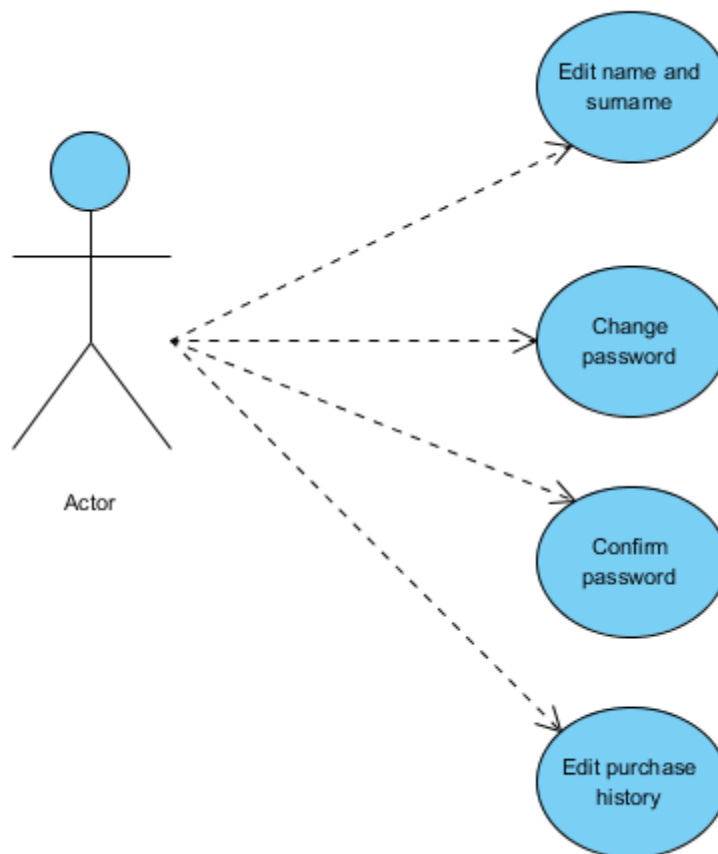 Edit name and
surname
Change
password
Actor
Confirm
password
Edit purchase
history